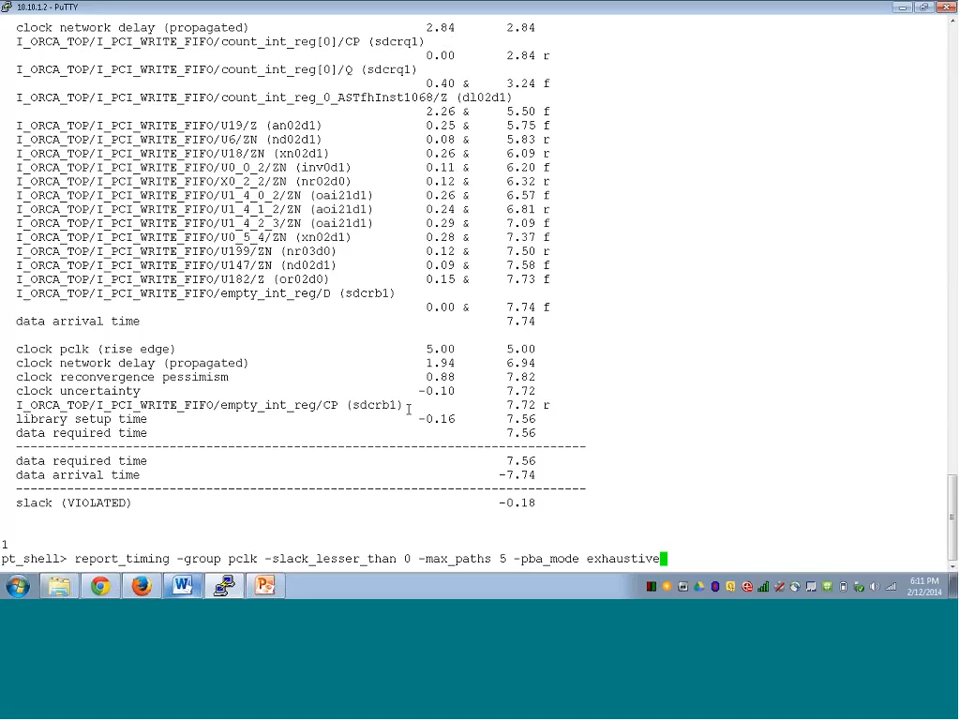 10.10.1.2 - PuTTY
clock network delay (propagated) 2.84 2.84
I_ORCA_TOP/I_PCI_WRITE_FIFO/count_int_reg[0]/CP (sdcrq1)
0.00 2.84 r
I_ORCA_TOP/I_PCI_WRITE_FIFO/count_int_reg[0]/Q (sdcrq1)
0.40 & 3.24 f
I_ORCA_TOP/I_PCI_WRITE_FIFO/count_int_reg_0_ASTfhInst1068/Z (dl02d1)
2.26 & 5.50 f
I_ORCA_TOP/I_PCI_WRITE_FIFO/U19/Z (an02d1) 0.25 & 5.75 f
I_ORCA_TOP/I_PCI_WRITE_FIFO/U6/ZN (nd02d1) 0.08 & 5.83 r
I_ORCA_TOP/I_PCI_WRITE_FIFO/U18/ZN (xn02d1) 0.26 & 6.09 r
I_ORCA_TOP/I_PCI_WRITE_FIFO/U0_0_2/ZN (inv0d1) 0.11 & 6.20 f
I_ORCA_TOP/I_PCI_WRITE_FIFO/X0_2_2/ZN (nr02d0) 0.12 & 6.32 r
I_ORCA_TOP/I_PCI_WRITE_FIFO/U1_4_0_2/ZN (oai21d1) 0.26 & 6.57 f
I_ORCA_TOP/I_PCI_WRITE_FIFO/U1_4_1_2/ZN (aoi21d1) 0.24 & 6.81 r
I_ORCA_TOP/I_PCI_WRITE_FIFO/U1_4_2_3/ZN (oai21d1) 0.29 & 7.09 f
I_ORCA_TOP/I_PCI_WRITE_FIFO/U0_5_4/ZN (xn02d1) 0.28 & 7.37 f
I_ORCA_TOP/I_PCI_WRITE_FIFO/U199/ZN (nr03d0) 0.12 & 7.50 r
I_ORCA_TOP/I_PCI_WRITE_FIFO/U147/ZN (nd02d1) 0.09 & 7.58 f
I_ORCA_TOP/I_PCI_WRITE_FIFO/U182/Z (or02d0) 0.15 & 7.73 f
I_ORCA_TOP/I_PCI_WRITE_FIFO/empty_int_reg/D (sdcrb1)
0.00 & 7.74 f
data arrival time 7.74
clock pclk (rise edge) 5.00 5.00
clock network delay (propagated) 1.94 6.94
clock reconvergence pessimism 0.88 7.82
clock uncertainty -0.10 7.72
I_ORCA_TOP/I_PCI_WRITE_FIFO/empty_int_reg/CP (sdcrb1) 7.72 r
library setup time -0.16 7.56
data required time 7.56
-------------------------------------------------------------------------------
data required time 7.56
data arrival time -7.74
-------------------------------------------------------------------------------
slack (VIOLATED) -0.18
1
pt_shell> report_timing -group pclk -slack_lesser_than 0 -max_paths 5 -pba_mode exhaustive
6:11 PM
2/12/2014